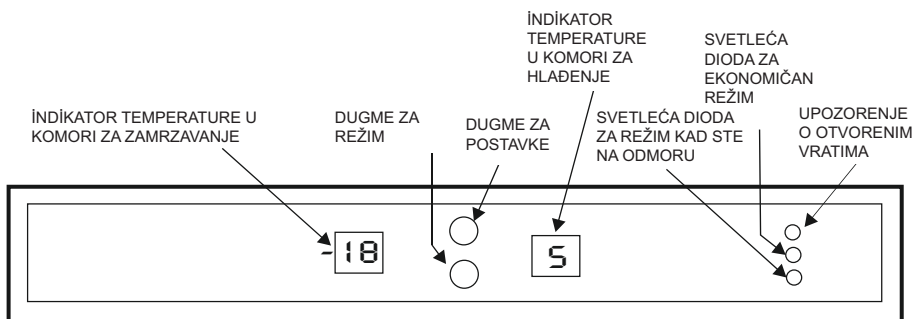 İNDİKATOR TEMPERATURE U
KOMORI ZA ZAMRZAVANJE
DUGME ZA
REŽIM
DUGME ZA
POSTAVKE
İNDİKATOR
TEMPERATURE
U KOMORI ZA
HLAĐENJE
SVETLEĆA DIODA
ZA REŽIM KAD STE
NA ODMORU
SVETLEĆA
DIODA ZA
EKONOMIČAN
REŽIM
UPOZORENJE
O OTVORENIM
VRATIMA
-18
5